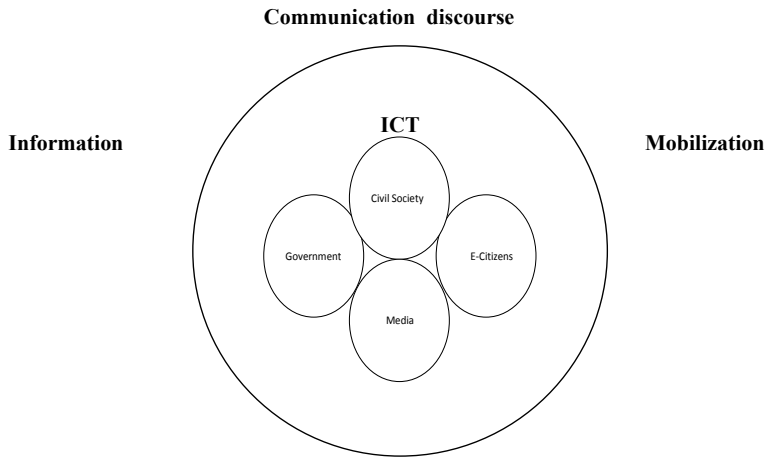 Communication discourse
Information
Mobilization
ICT
Civil Society
Government
E-Citizens
Media